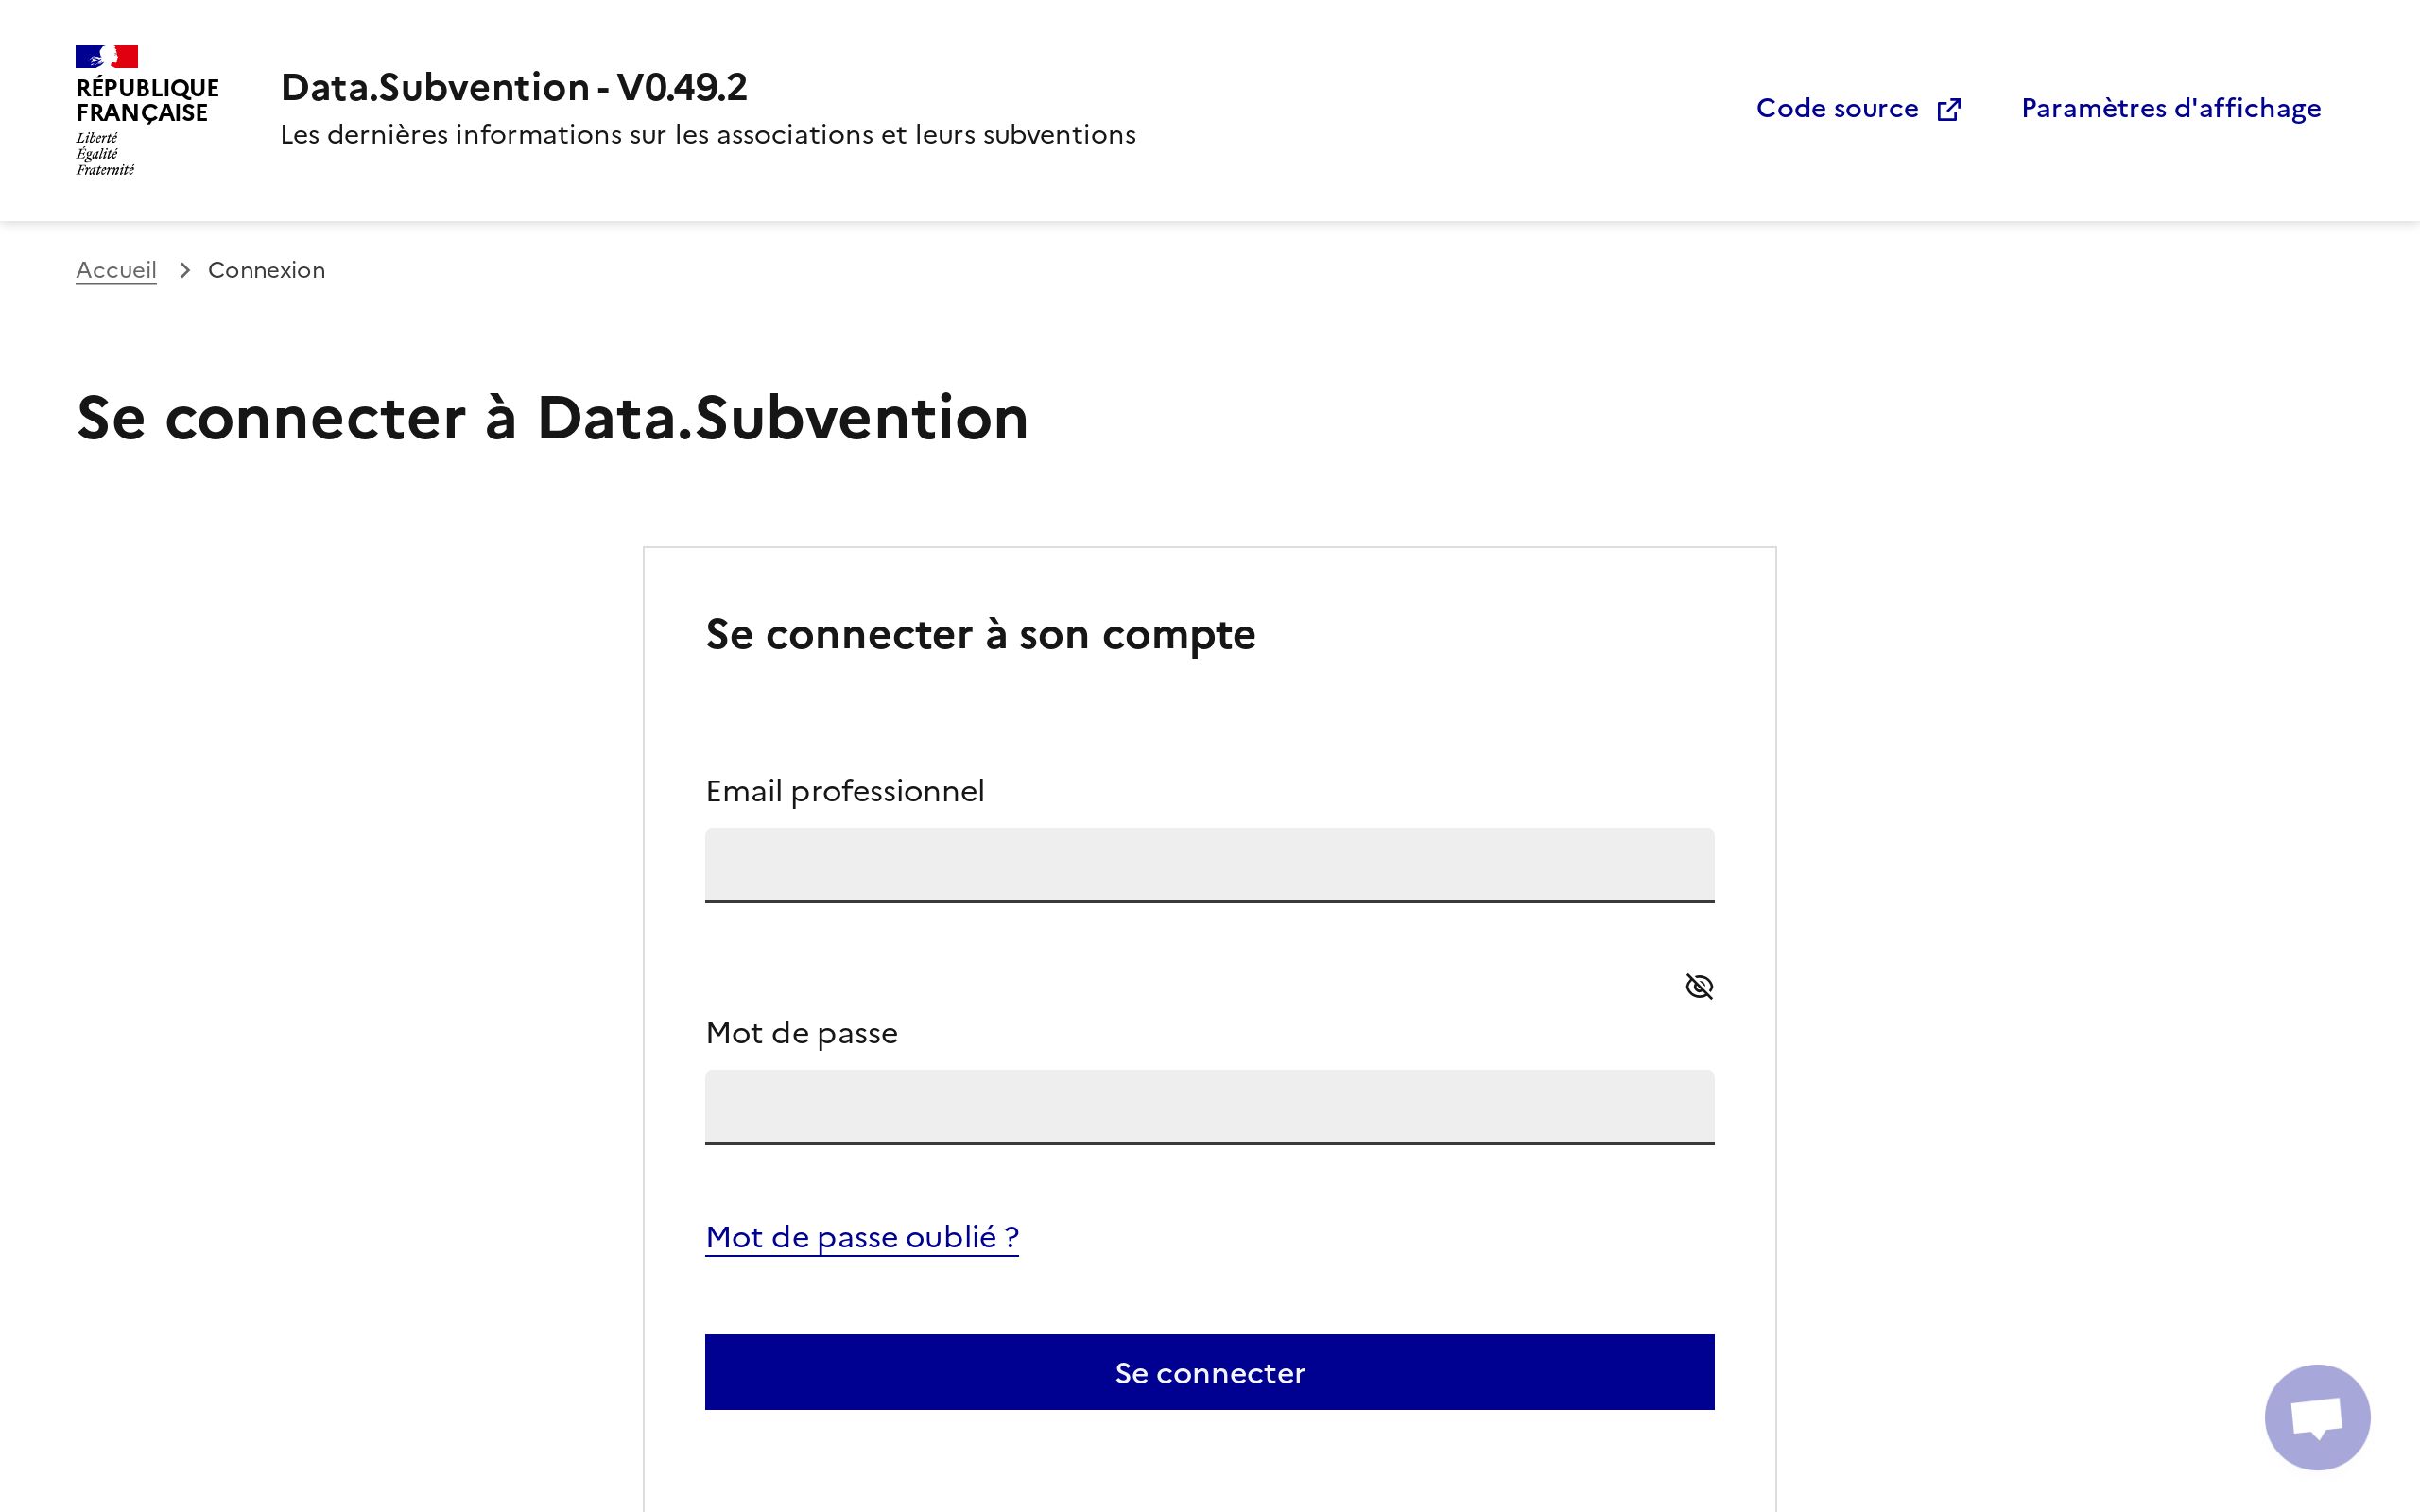 RÉPUBLIQUE
FRANÇAISE
Liberté
Égalité
Fraternité
Data.Subvention - V0.49.2
Les dernières informations sur les associations et leurs subventions
Code source
Paramètres d'affichage
Accueil
Connexion
Se connecter à Data.Subvention
Se connecter à son compte
Email professionnel
Mot de passe
Mot de passe oublié ?
Se connecter